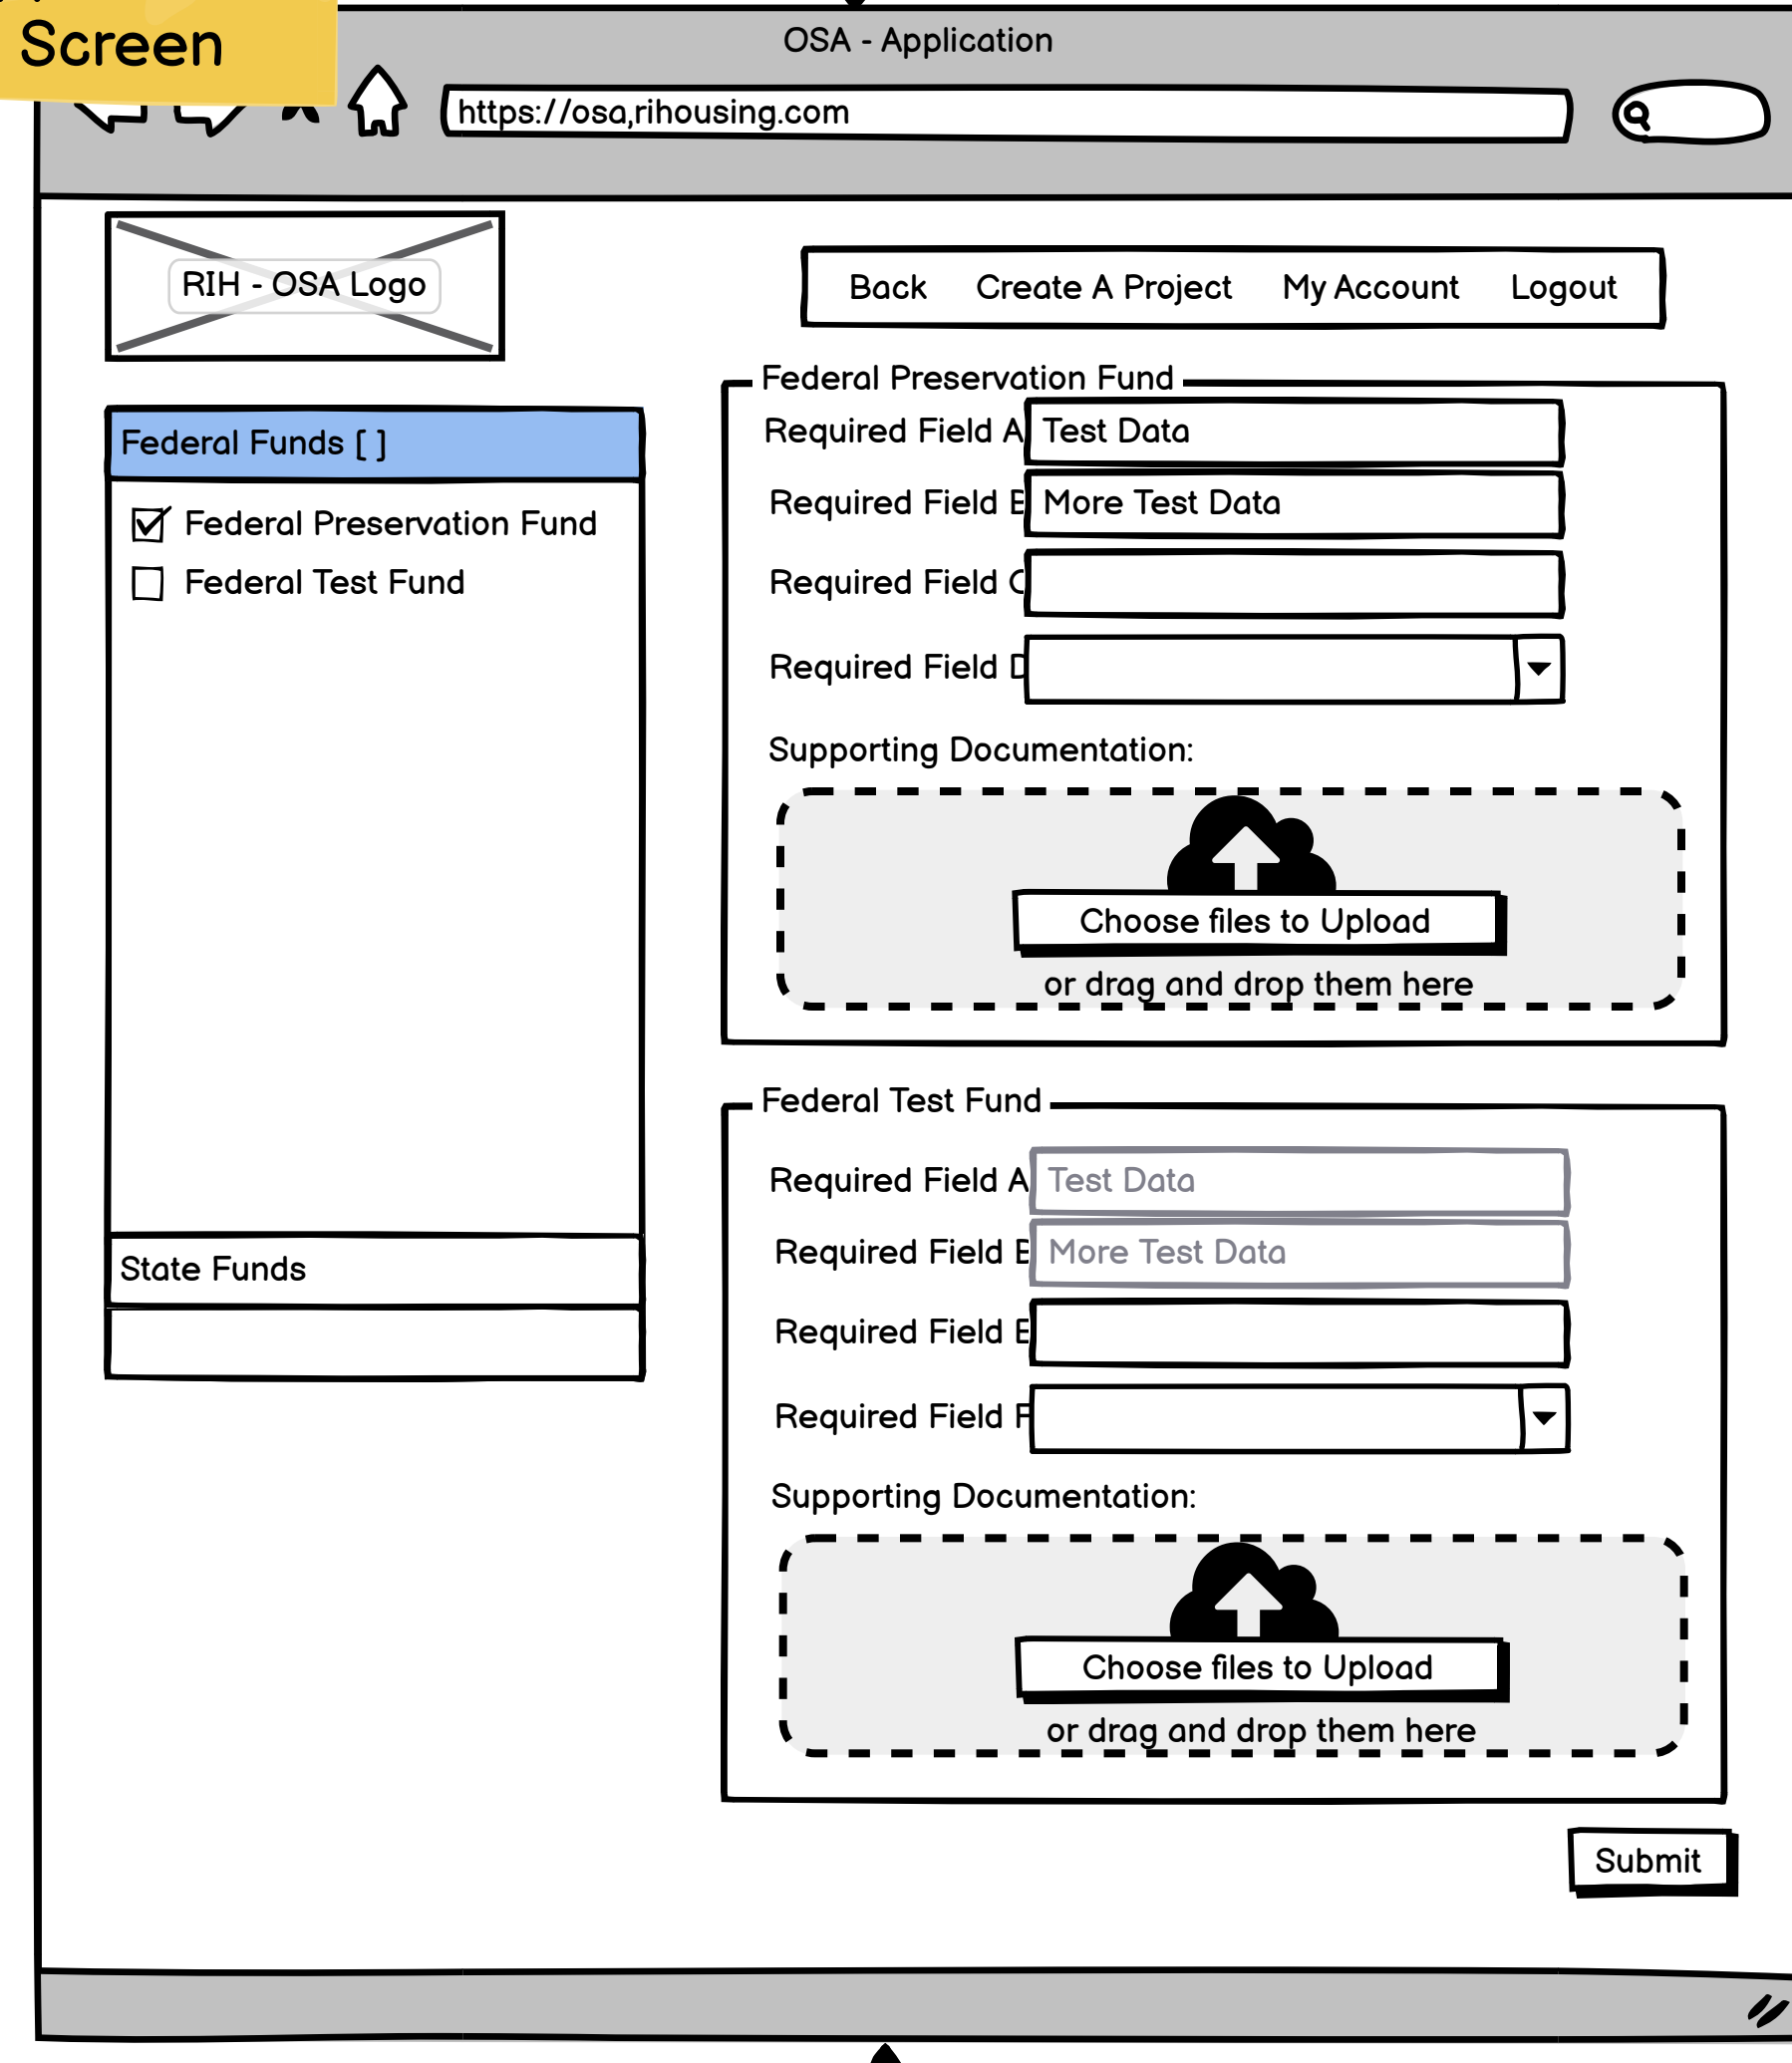 Screen
OSA - Application
https://osa,rihousing.com
RIH - OSA Logo
Back Create A Project My Account Logout
Federal Funds [ ]
Federal Preservation Fund
Federal Test Fund
State Funds
Federal Preservation Fund
Required Field A Test Data
Required Field B More Test Data
Required Field C
Required Field D
Supporting Documentation:
Choose files to Upload
or drag and drop them here
Federal Test Fund
Required Field A Test Data
Required Field B More Test Data
Required Field E
Required Field F
Supporting Documentation:
Choose files to Upload
or drag and drop them here
Submit